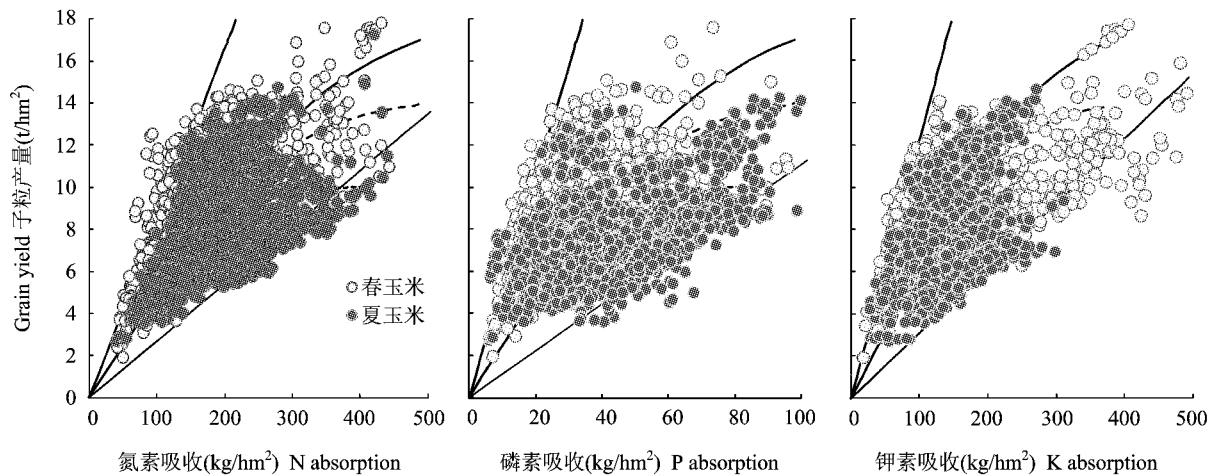 Grain yield 子粒产量(t/hm²)
18
16
14
12
10
8
6
4
2
0
春玉米
夏玉米
0 100 200 300 400 500
0 20 40 60 80 100
0 100 200 300 400 500
氮素吸收(kg/hm²) N absorption
磷素吸收(kg/hm²) P absorption
钾素吸收(kg/hm²) K absorption